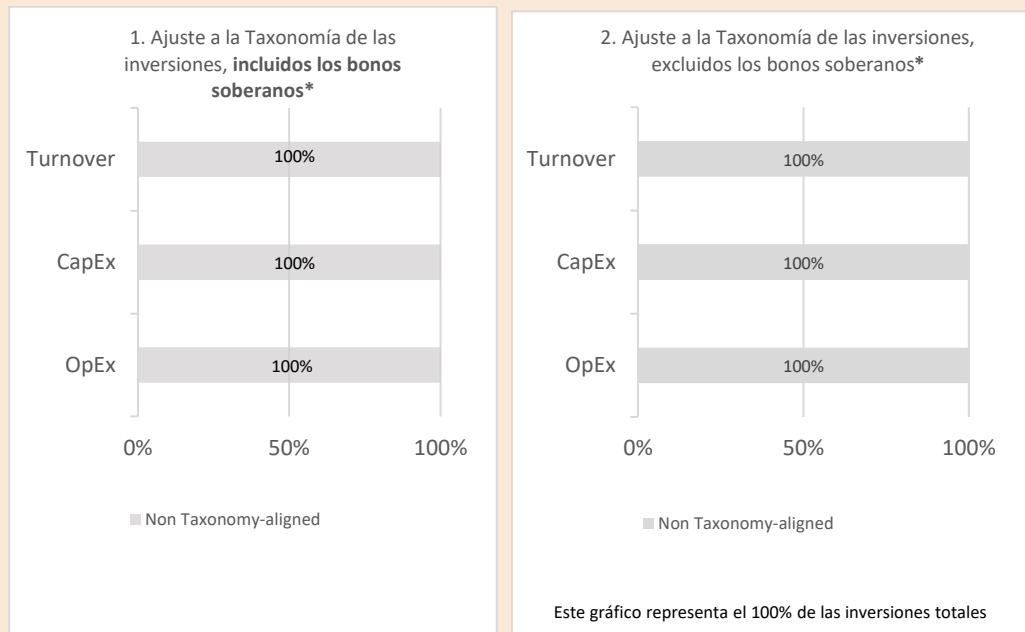 1. Ajuste a la Taxonomía de las
inversiones, incluidos los bonos
soberanos*
Turnover
100%
CapEx
100%
OpEx
100%
0%
50%
100%
Non Taxonomy-aligned
2. Ajuste a la Taxonomía de las inversiones,
excluidos los bonos soberanos*
Turnover
100%
CapEx
100%
OpEx
100%
0%
50%
100%
Non Taxonomy-aligned
Este gráfico representa el 100% de las inversiones totales